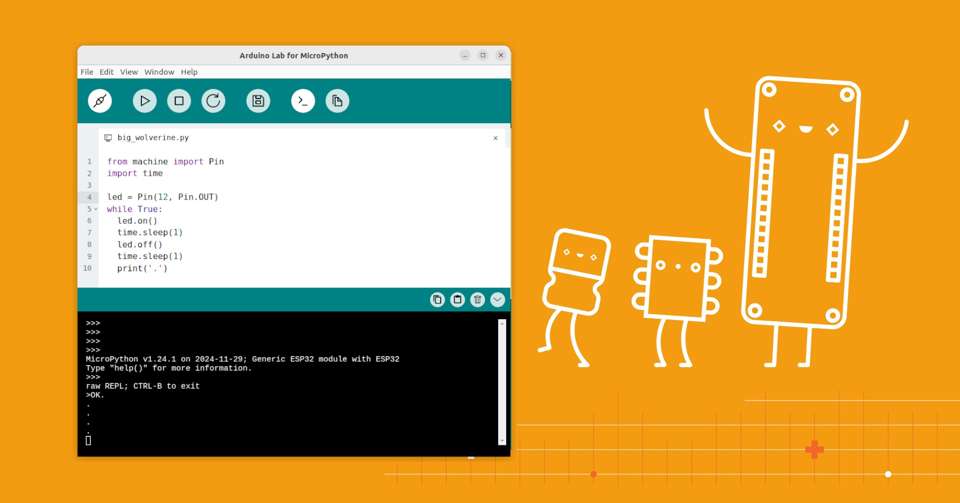 Arduino Lab for MicroPython
File Edit View Window Help
big_wolverine.py
1 from machine import Pin
2 import time
3
4 led = Pin(12, Pin.OUT)
5 while True:
6   led.on()
7   time.sleep(1)
8   led.off()
9   time.sleep(1)
10   print('.')
>>>
>>>
>>>
>>>
MicroPython v1.24.1 on 2024-11-29; Generic ESP32 module with ESP32
Type "help()" for more information.
>>>
raw REPL; CTRL-B to exit
>OK.
.
.
.
.